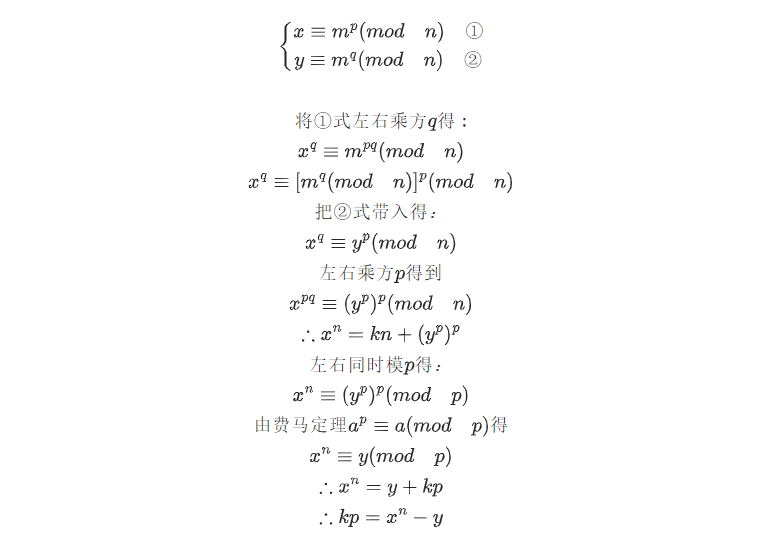 x ≡ m^p(mod n) ①
y ≡ m^q(mod n) ②
将①式左右乘方q得：
x^q ≡ m^{pq}(mod n)
x^q ≡ [m^q(mod n)]^p(mod n)
把②式带入得：
x^q ≡ y^p(mod n)
左右乘方p得到
x^{pq} ≡ (y^p)^p(mod n)
∴ x^n = kn + (y^p)^p
左右同时模p得：
x^n ≡ (y^p)^p(mod p)
由费马定理a^p ≡ a(mod p)得
x^n ≡ y(mod p)
∴ x^n = y + kp
∴ kp = x^n − y